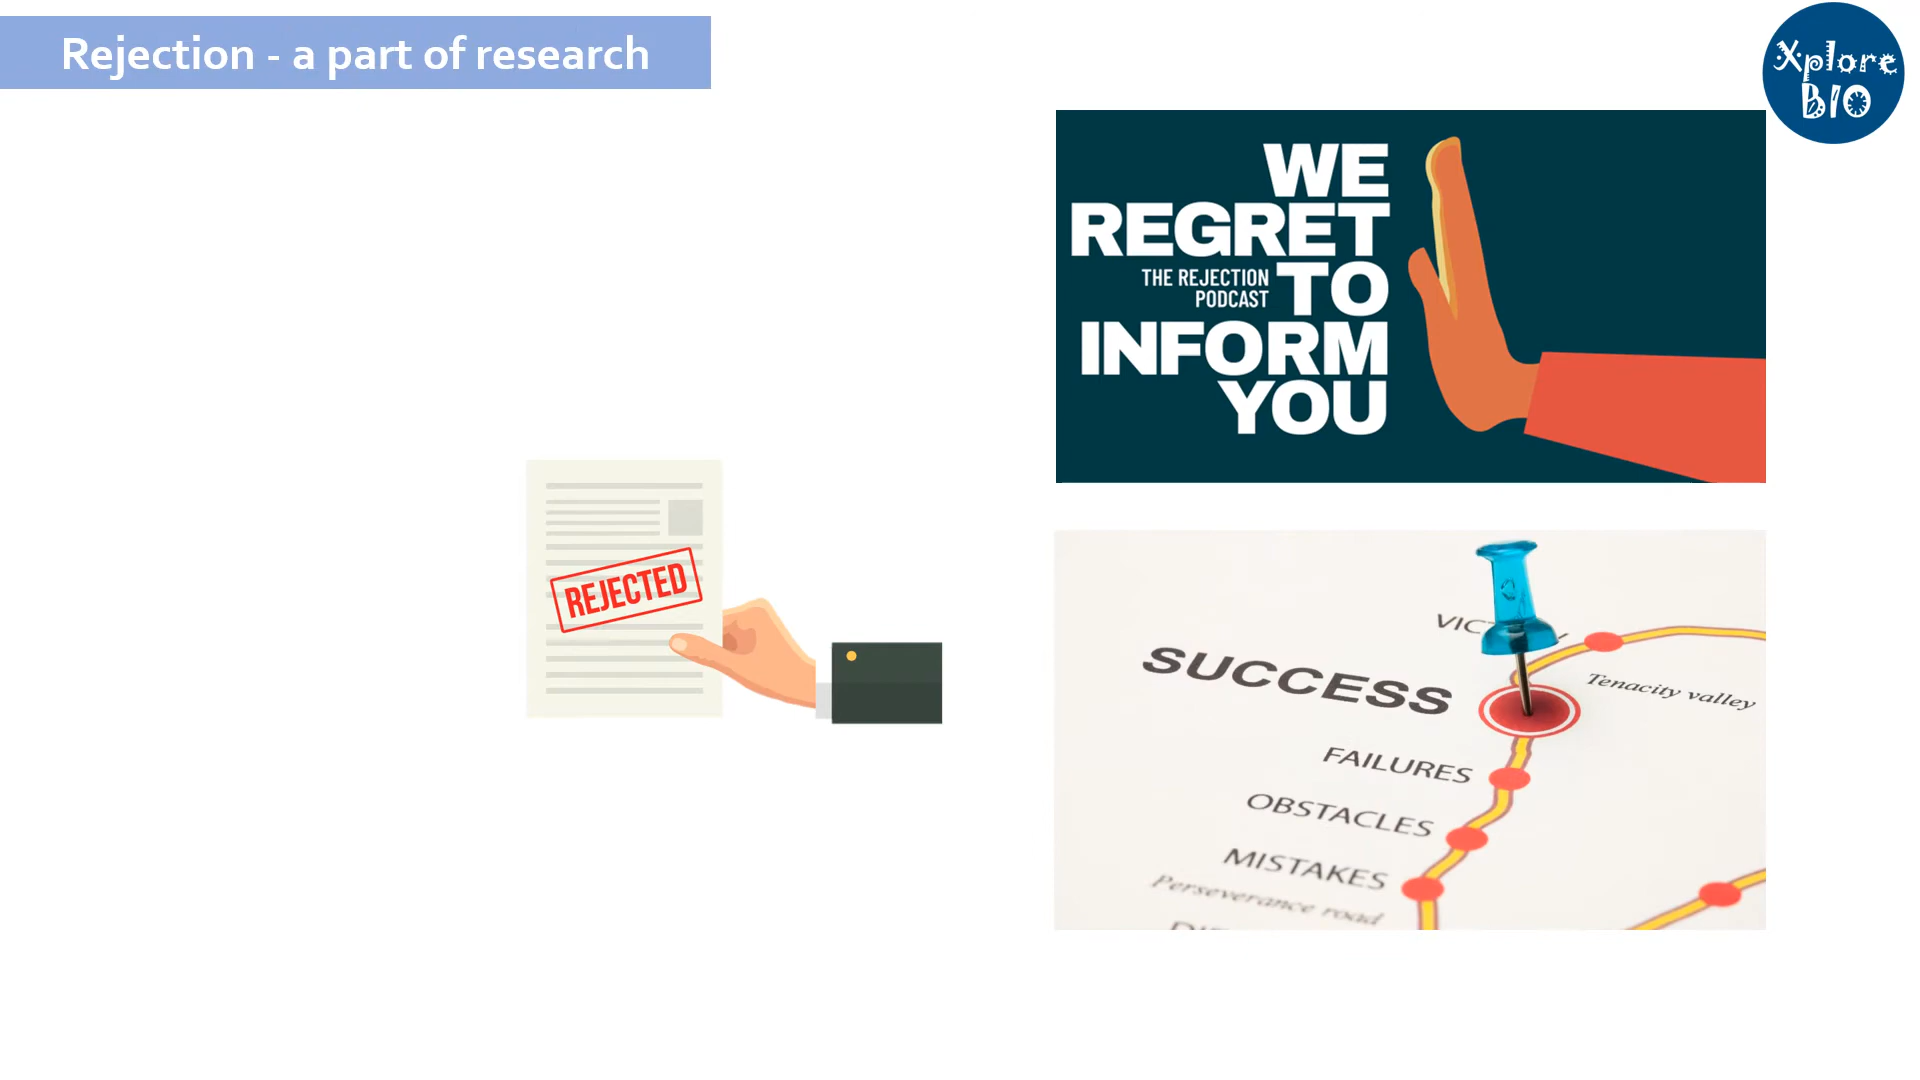 Rejection - a part of research
Xplore
BIO
WE
REGRET
THE REJECTION
PODCAST
TO
INFORM
YOU
REJECTED
SUCCESS
Tenacity valley
FAILURES
OBSTACLES
MISTAKES
Perseverance road